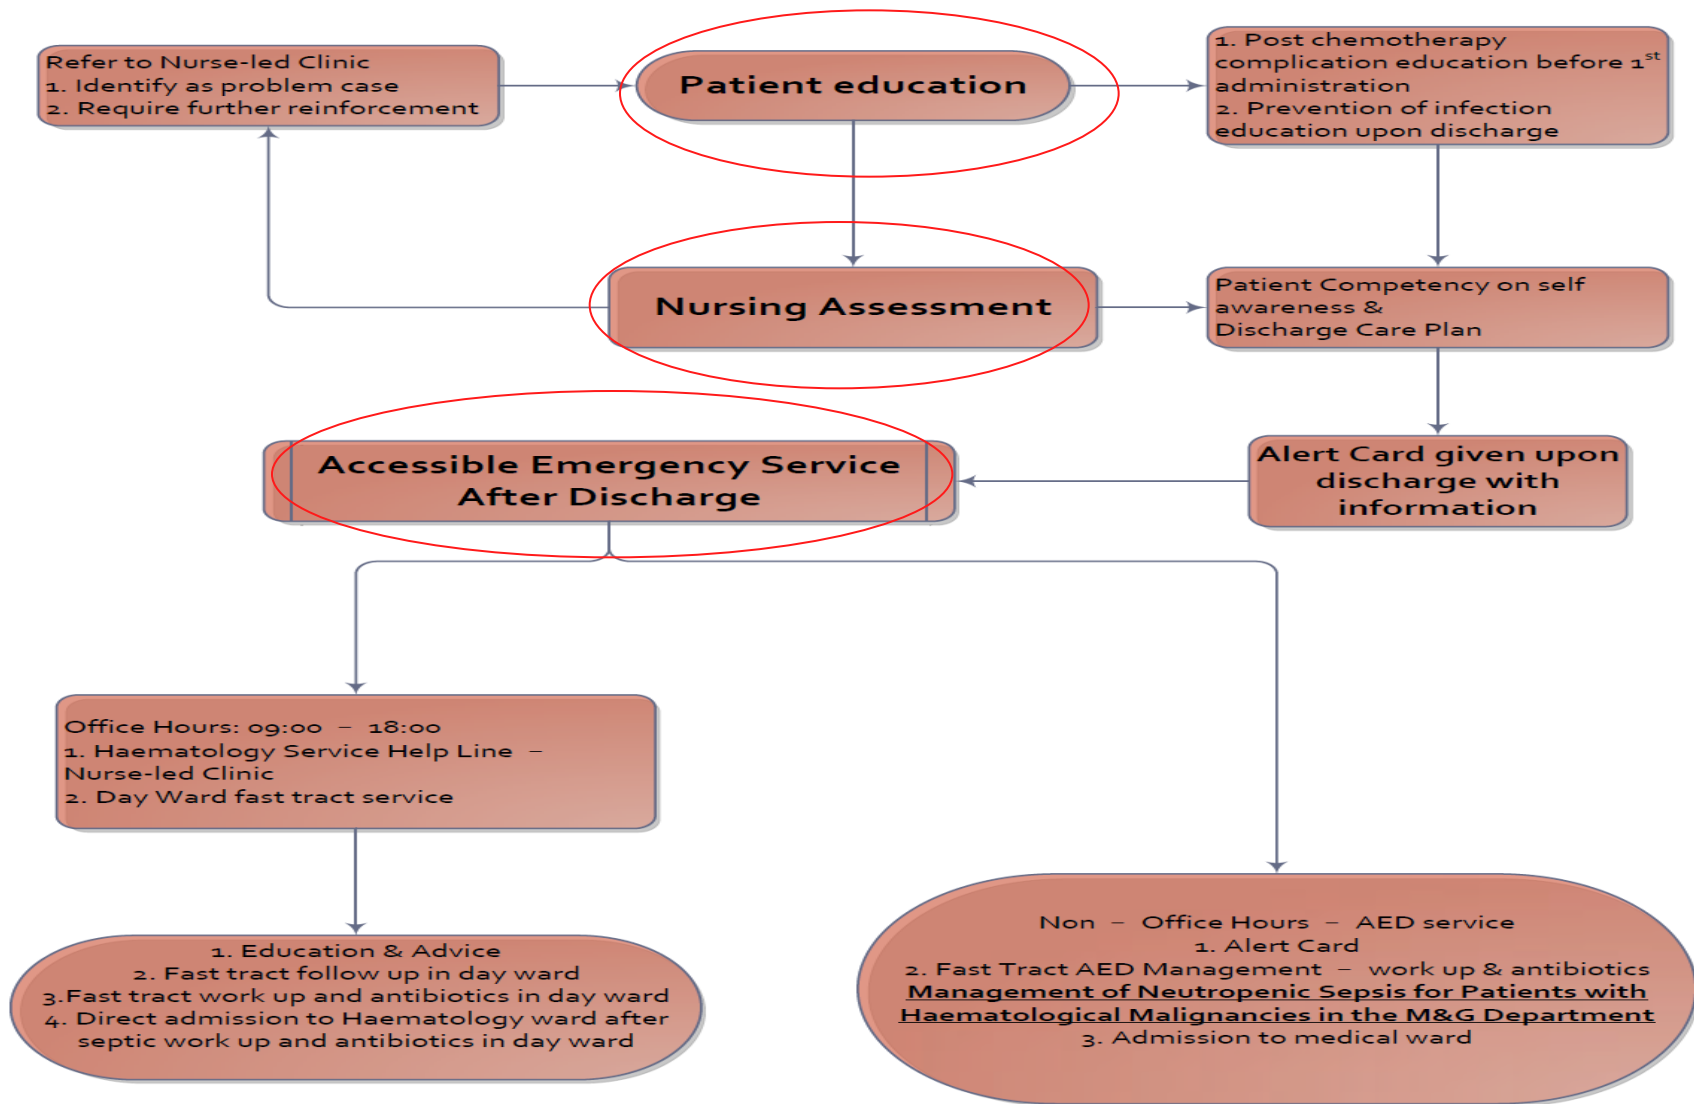 Refer to Nurse-led Clinic
1. Identify as problem case
2. Require further reinforcement
Patient education
1. Post chemotherapy
complication education before 1st
administration
2. Prevention of infection
education upon discharge
Nursing Assessment
Patient Competency on self
awareness &
Discharge Care Plan
Accessible Emergency Service
After Discharge
Alert Card given upon
discharge with
information
Office Hours: 09:00 – 18:00
1. Haematology Service Help Line –
Nurse-led Clinic
2. Day Ward fast tract service
1. Education & Advice
2. Fast tract follow up in day ward
3.Fast tract work up and antibiotics in day ward
4. Direct admission to Haematology ward after
septic work up and antibiotics in day ward
Non – Office Hours – AED service
1. Alert Card
2. Fast Tract AED Management – work up & antibiotics
Management of Neutropenic Sepsis for Patients with
Haematological Malignancies in the M&G Department
3. Admission to medical ward